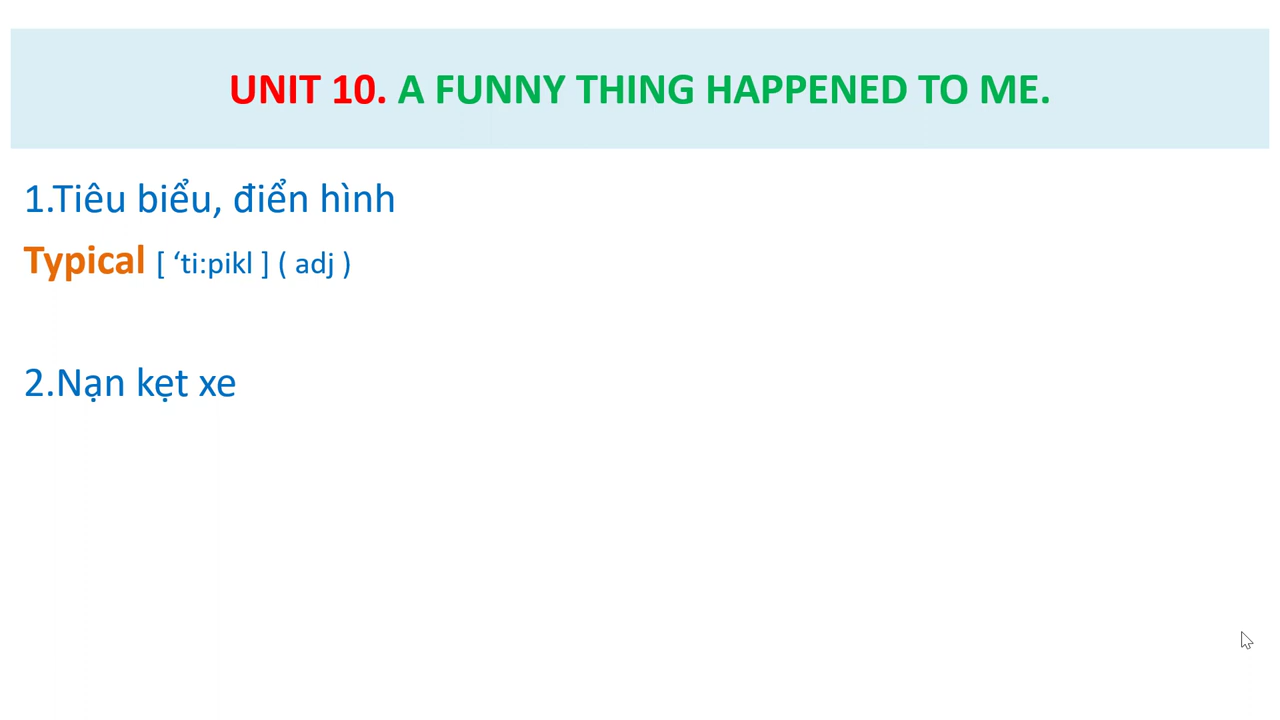 UNIT 10. A FUNNY THING HAPPENED TO ME.
1.Tiêu biểu, điển hình
Typical [ ‘ti:pikl ] ( adj )
2.Nạn kẹt xe